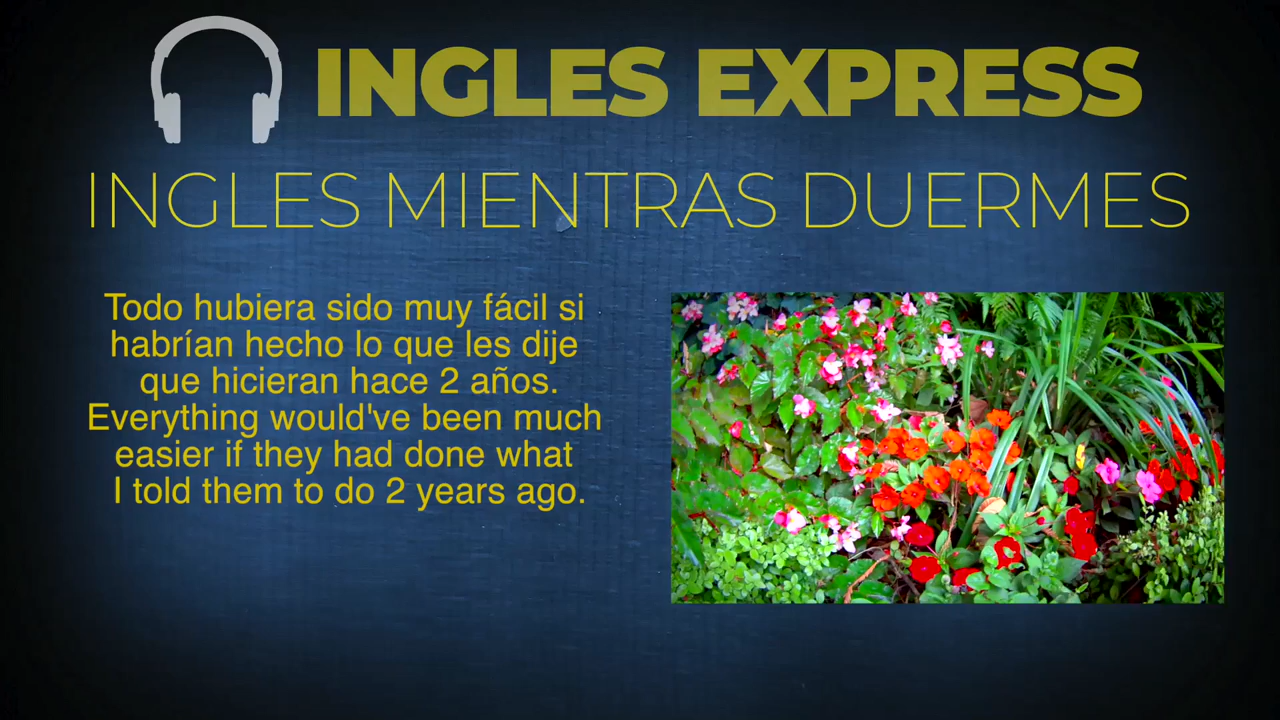 INGLES EXPRESS
INGLES MIENTRAS DUERMES
Todo hubiera sido muy fácil si
habrían hecho lo que les dije
que hicieran hace 2 años.
Everything would've been much
easier if they had done what
I told them to do 2 years ago.